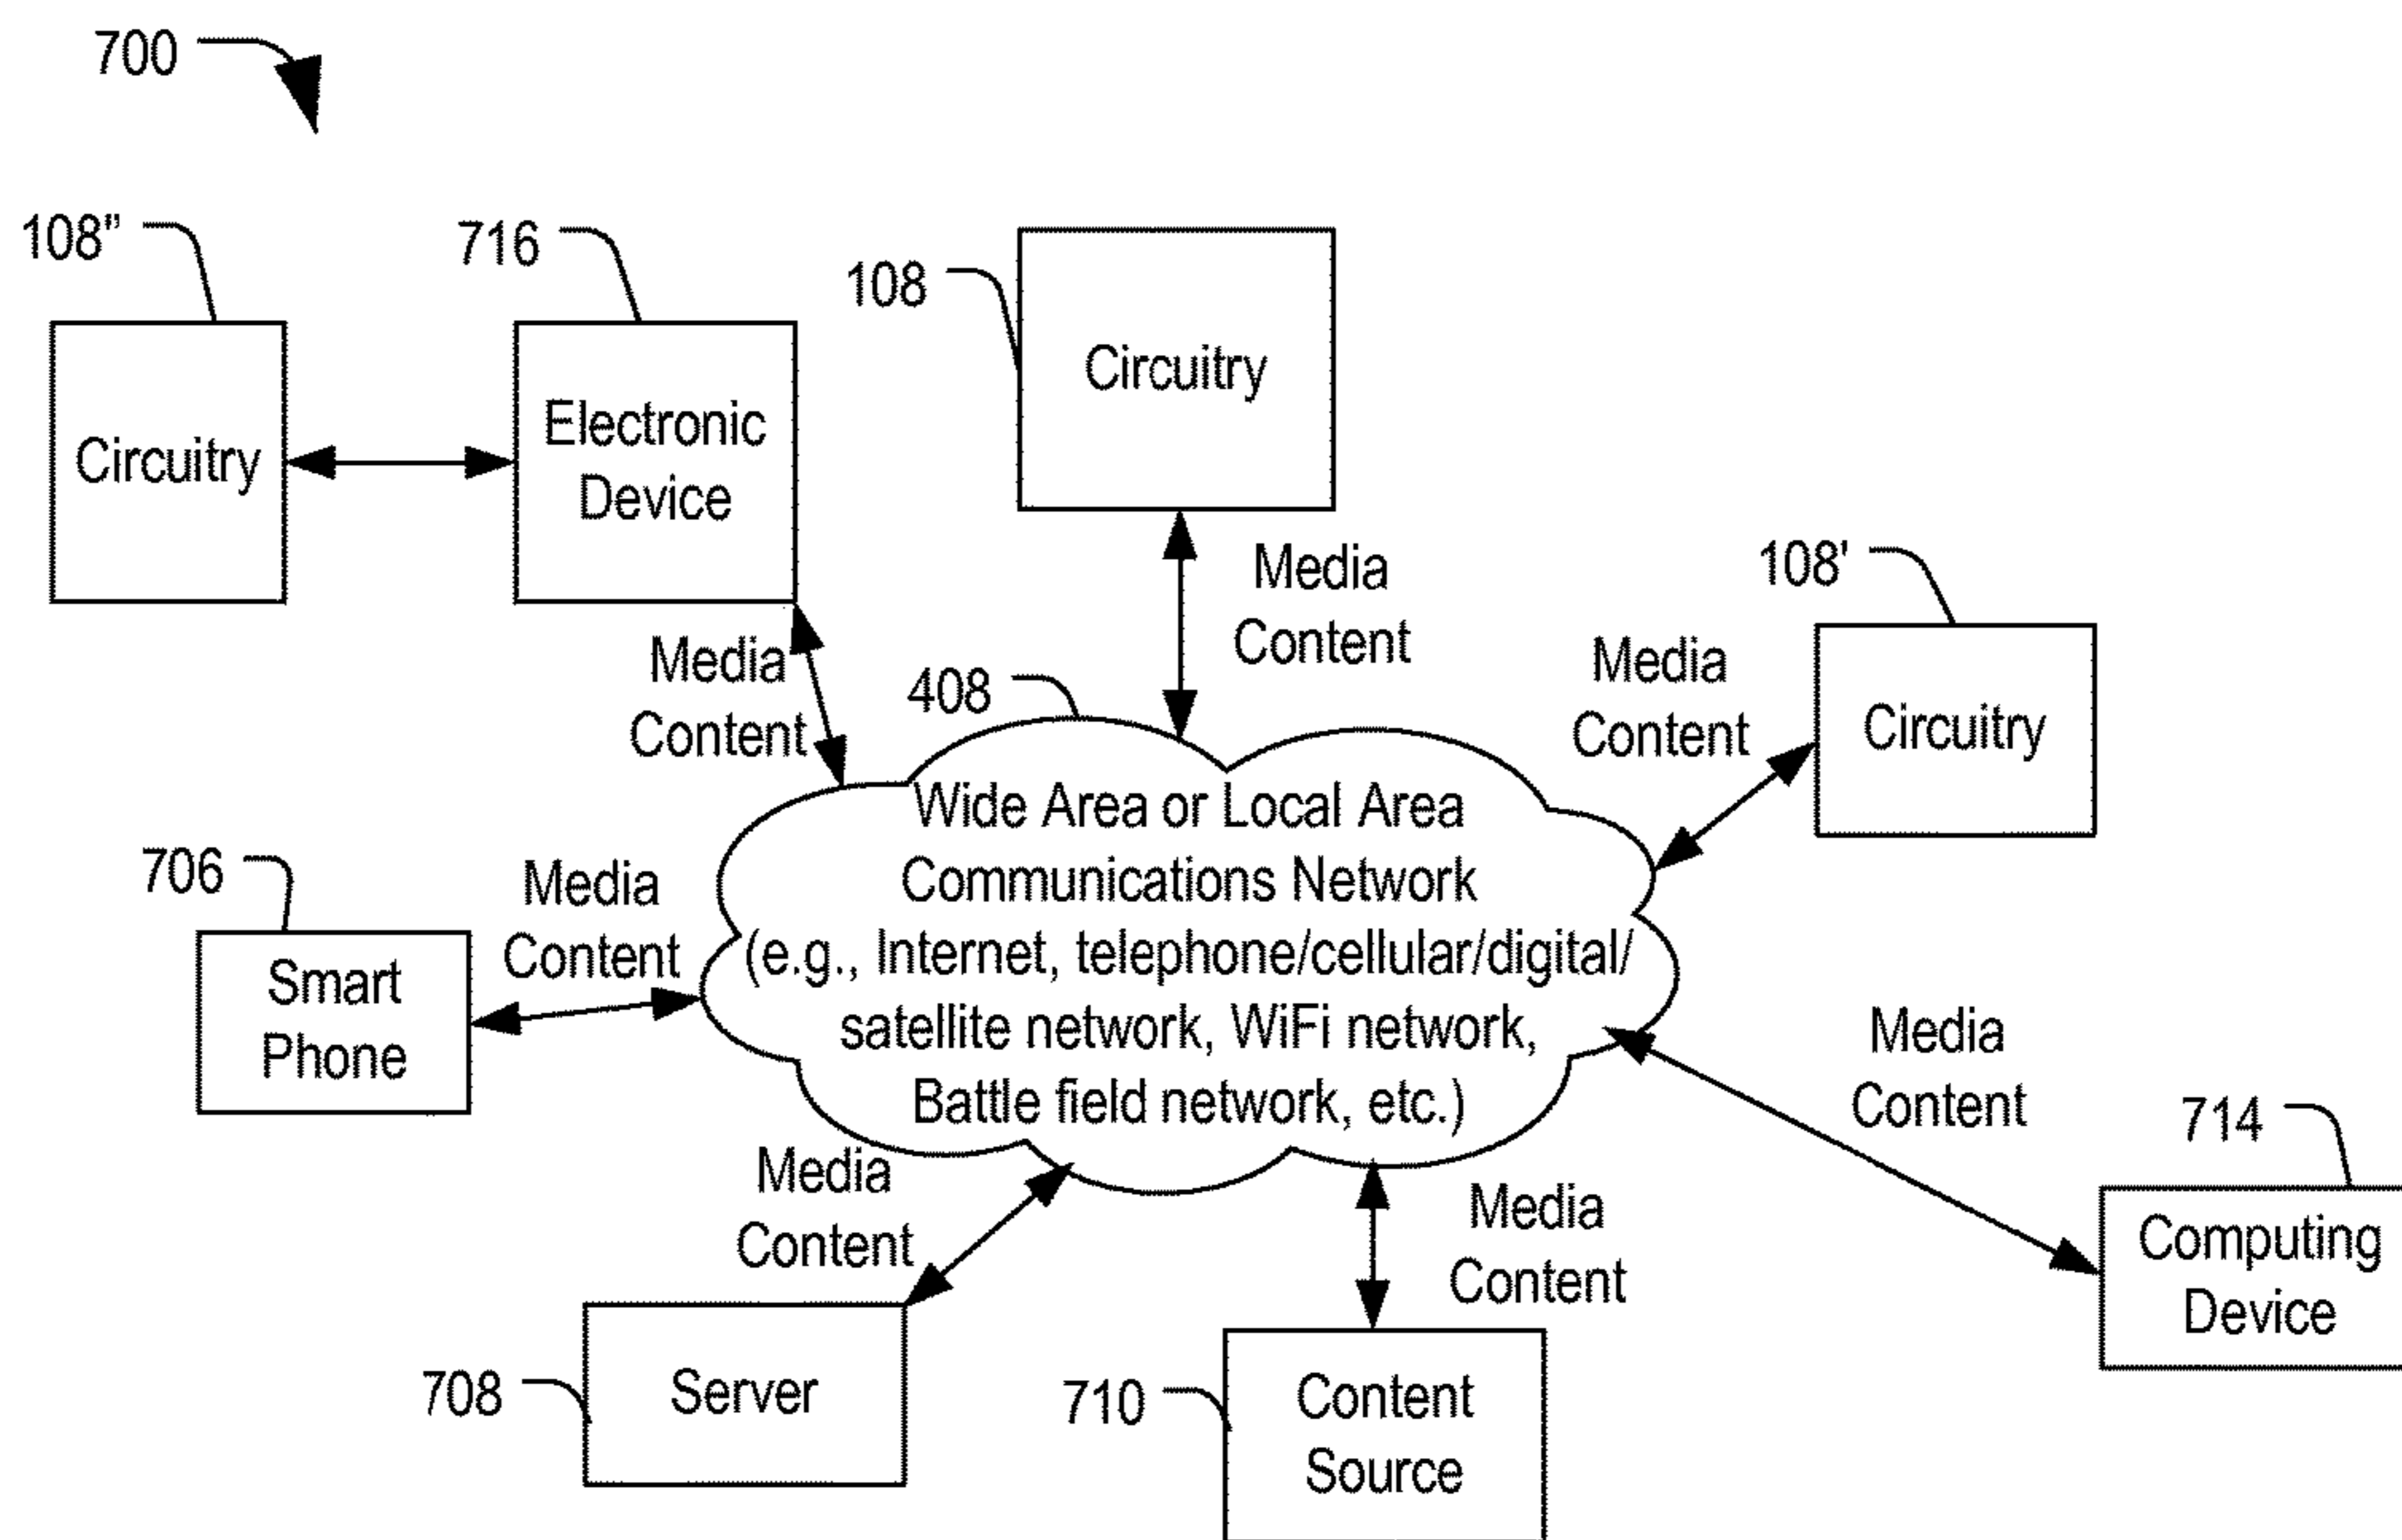 700
108”
716
108
Circuitry
Circuitry
Electronic
Device
Media
Content
108'
Media
Content
Media
Content
Circuitry
408
Wide Area or Local Area
Communications Network
(e.g., Internet, telephone/cellular/digital/
satellite network, WiFi network,
Battle field network, etc.)
706
Media
Content
Smart
Phone
Media
Content
714
Computing
Device
Media
Content
708
Server
Media
Content
710
Content
Source